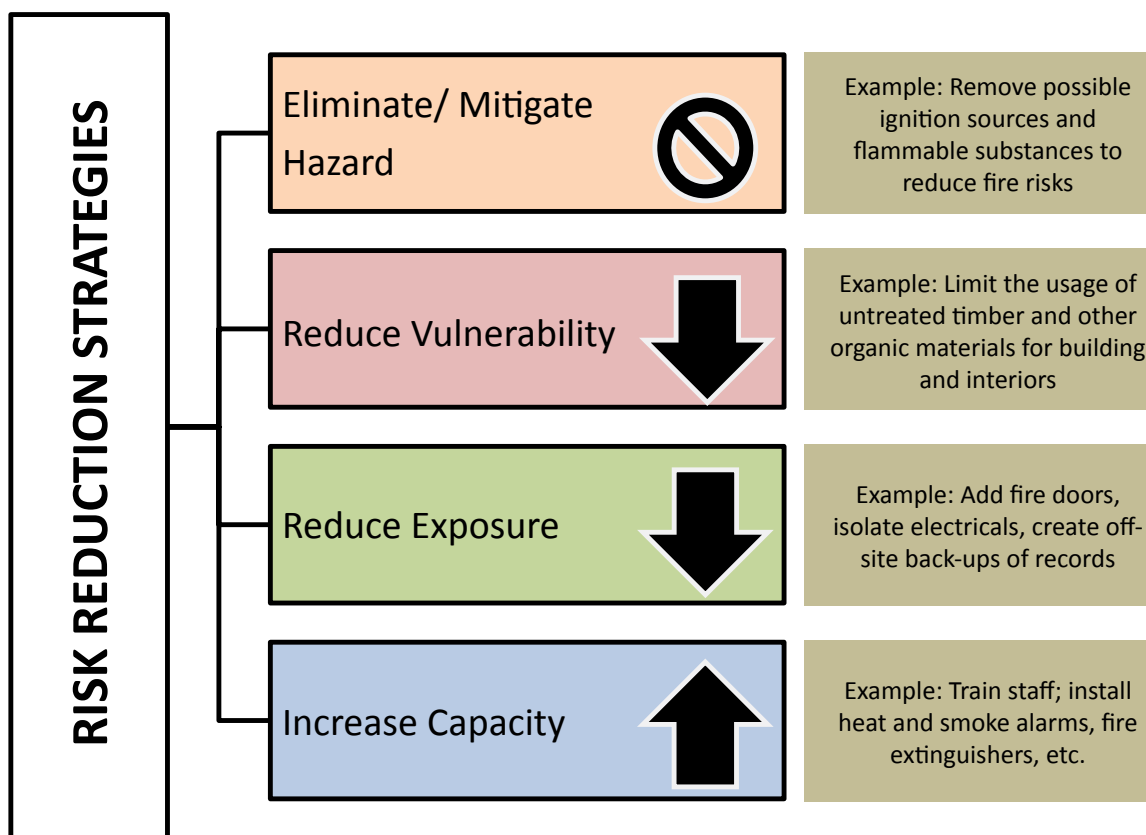 RISK REDUCTION STRATEGIES
Eliminate/ Mitigate
Hazard
Example: Remove possible
ignition sources and
flammable substances to
reduce fire risks
Reduce Vulnerability
Example: Limit the usage of
untreated timber and other
organic materials for building
and interiors
Reduce Exposure
Example: Add fire doors,
isolate electricals, create off-
site back-ups of records
Increase Capacity
Example: Train staff; install
heat and smoke alarms, fire
extinguishers, etc.